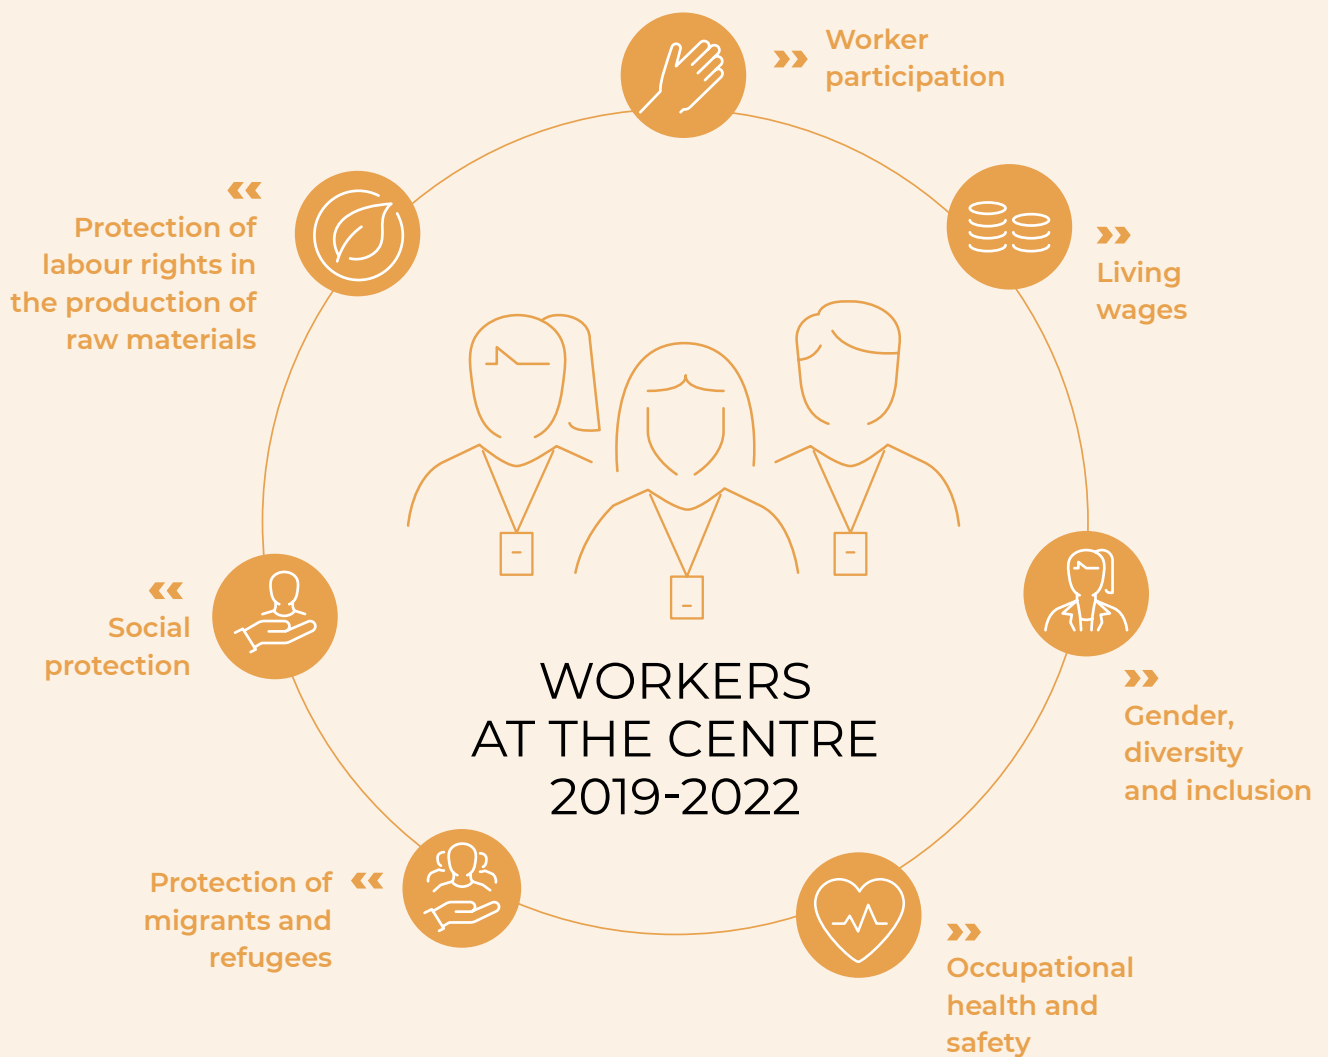 Worker
participation
Living
wages
Gender,
diversity
and inclusion
Occupational
health and
safety
Protection of
migrants and
refugees
Social
protection
Protection of
labour rights in
the production of
raw materials
WORKERS
AT THE CENTRE
2019-2022